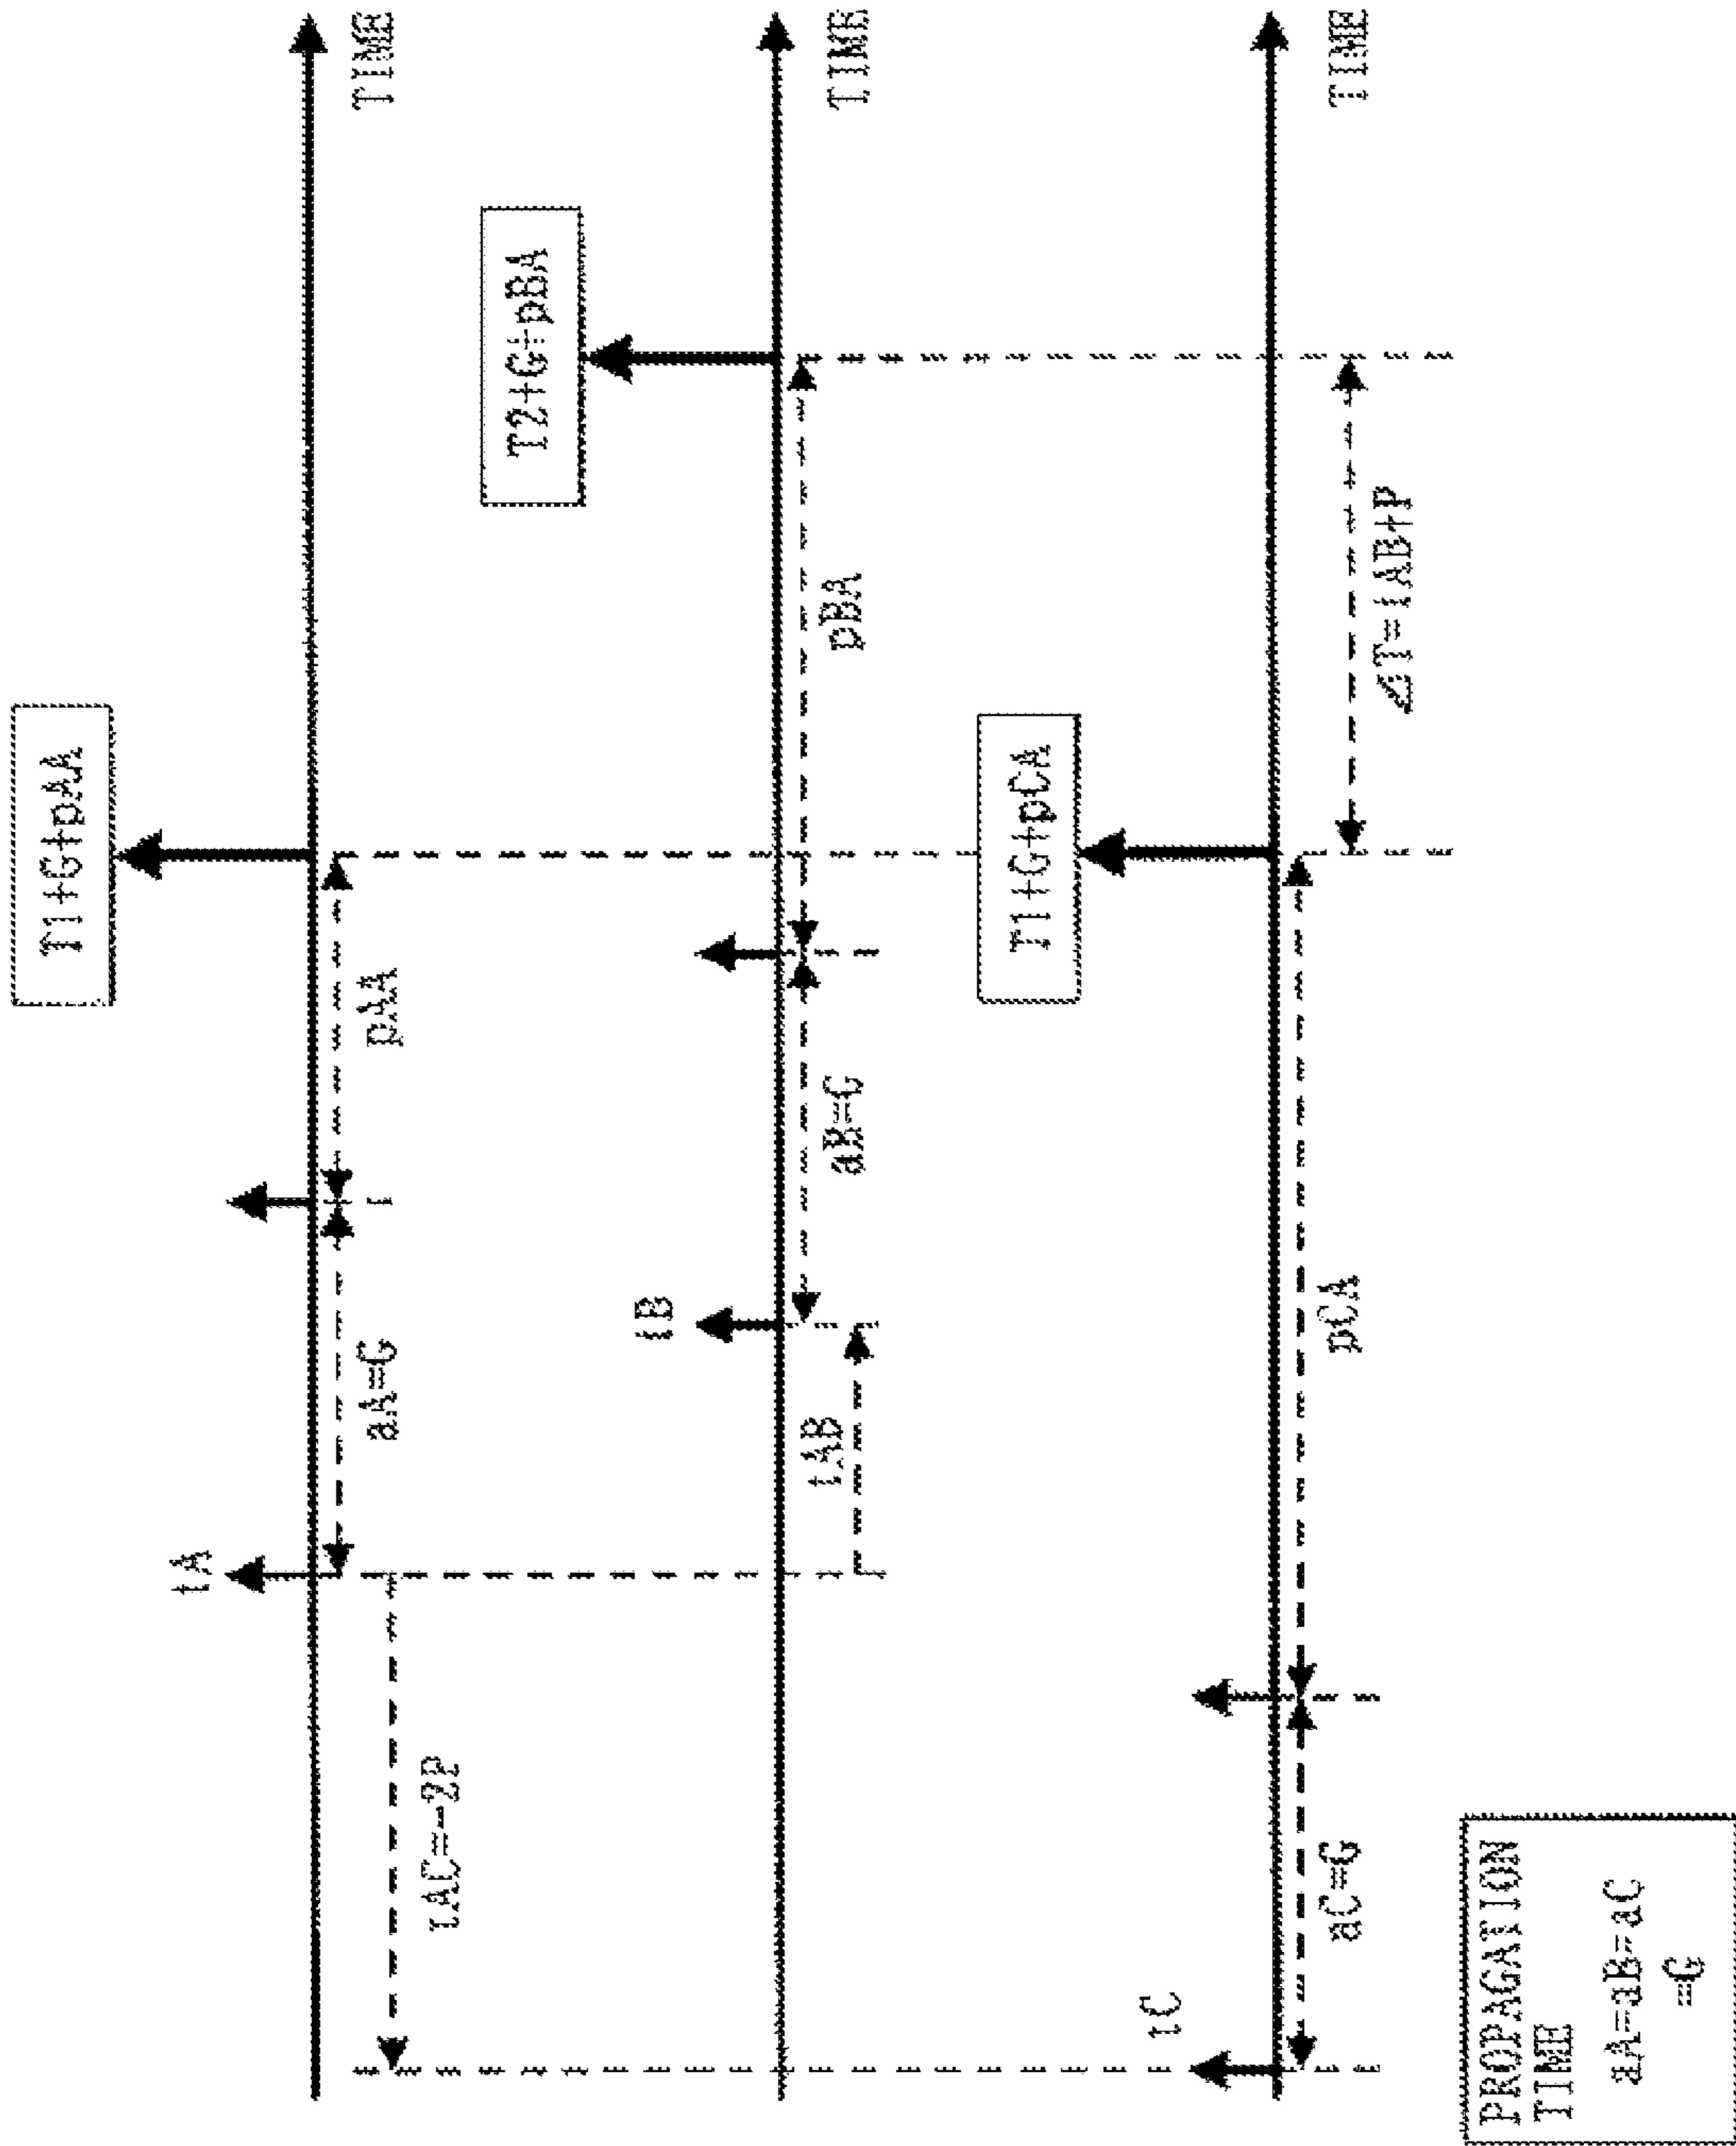 T1+G+pAA
tA
aA=G
pAA
TIME
tAC=-2P
T2+G+pBA
tB
tAB
aB=G
pBA
TIME
T1+G+pCA
tC
aC=G
pCA
TIME
⊿T=tAB+P
PROPAGATION
TIME
aA=aB=aC
=G